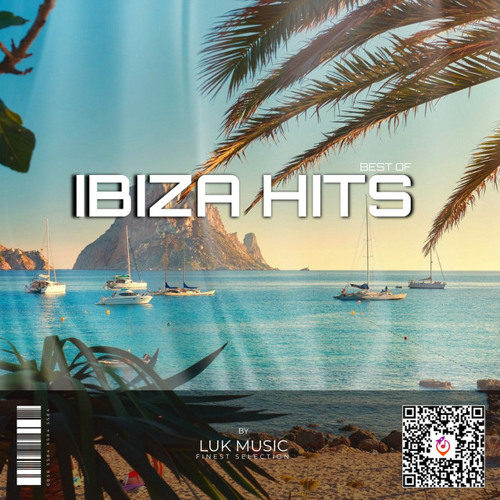 BEST OF
IBIZA HITS
BY
LUK MUSIC
FINEST SELECTION